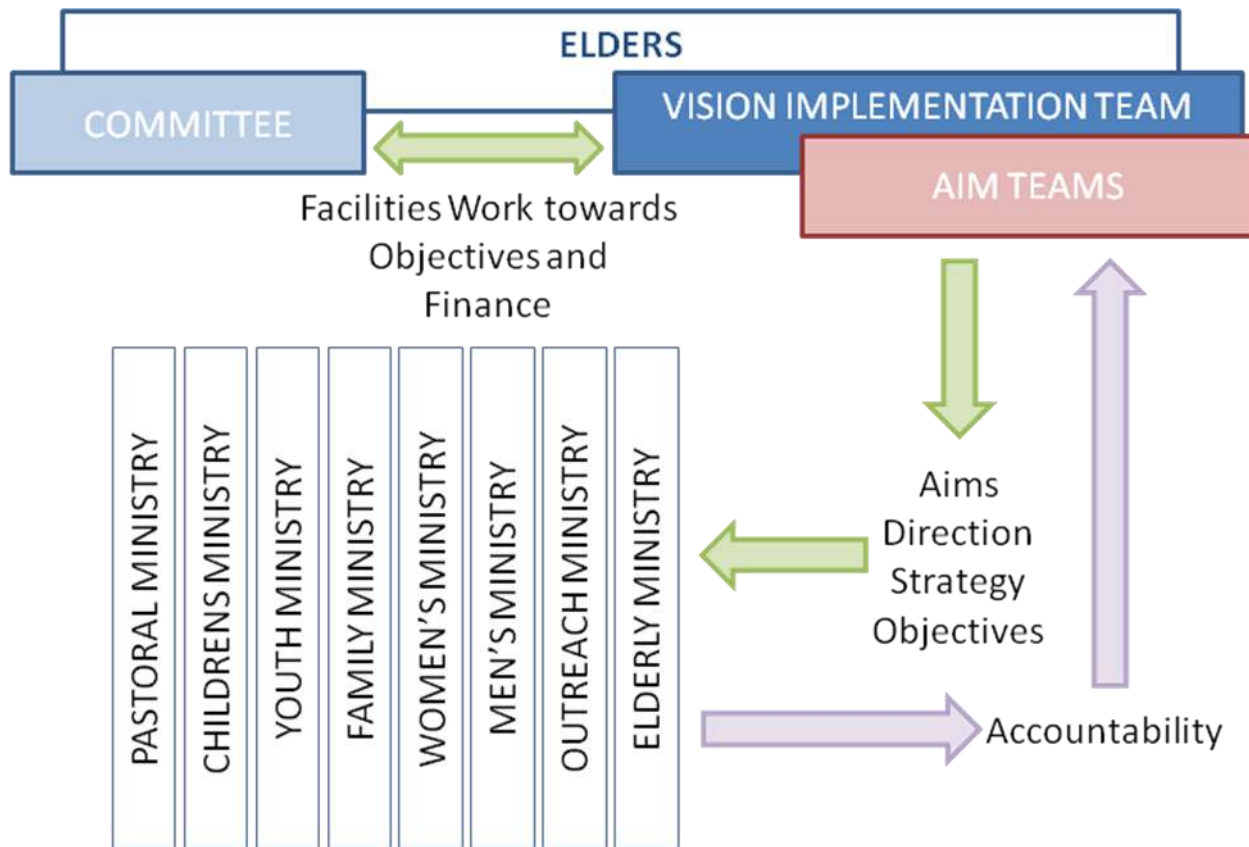 ELDERS
COMMITTEE
VISION IMPLEMENTATION TEAM
AIM TEAMS
Facilities Work towards
Objectives and
Finance
PASTORAL MINISTRY
CHILDRENS MINISTRY
YOUTH MINISTRY
FAMILY MINISTRY
WOMEN'S MINISTRY
MEN'S MINISTRY
OUTREACH MINISTRY
ELDERLY MINISTRY
Aims
Direction
Strategy
Objectives
Accountability